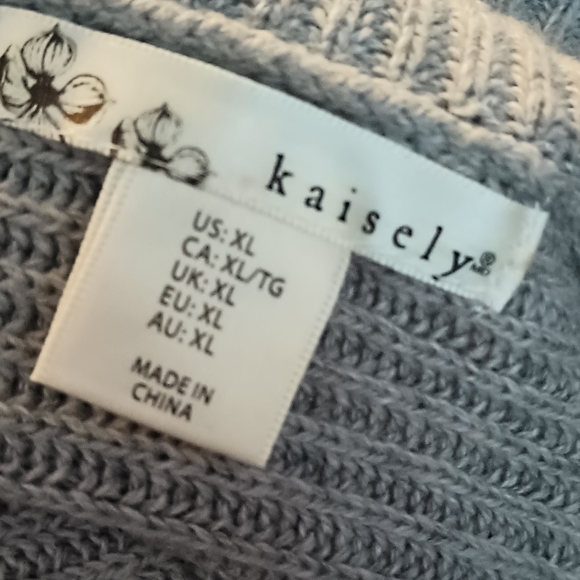 kaisely
US: XL
CA: XL/TG
UK: XL
EU: XL
AU: XL
MADE IN
CHINA